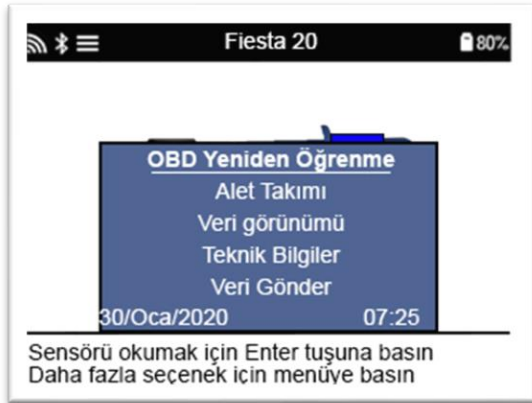 Fiesta 20
80%
OBD Yeniden Öğrenme
Alet Takımı
Veri görünümü
Teknik Bilgiler
Veri Gönder
30/Oca/2020 07:25
Sensörü okumak için Enter tuşuna basın
Daha fazla seçenek için menüye basın